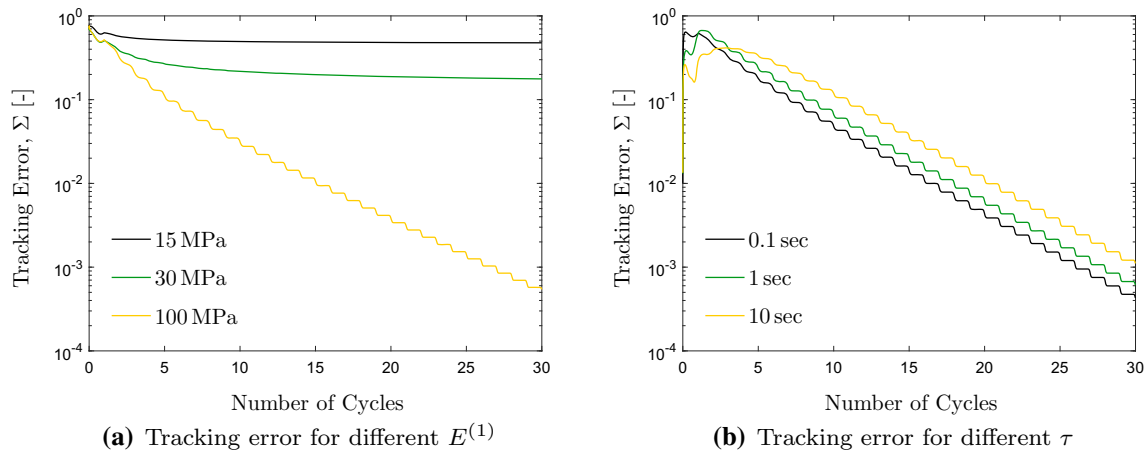 10^0
10^-1
10^-2
10^-3
10^-4
Tracking Error, Σ [-]
15 MPa
30 MPa
100 MPa
0 5 10 15 20 25 30
Number of Cycles
(a) Tracking error for different E^(1)
10^0
10^-1
10^-2
10^-3
10^-4
Tracking Error, Σ [-]
0.1 sec
1 sec
10 sec
0 5 10 15 20 25 30
Number of Cycles
(b) Tracking error for different τ